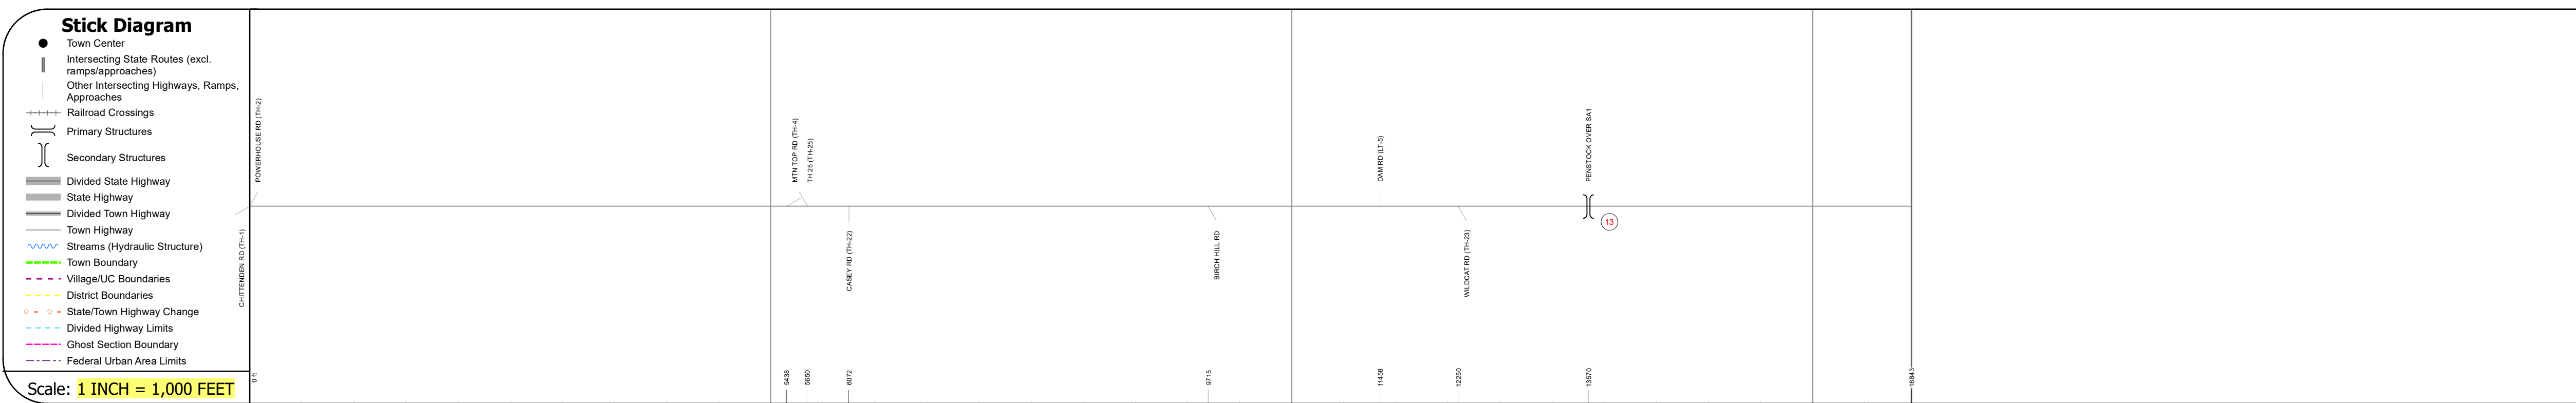 Stick Diagram
Town Center
Intersecting State Routes (excl.
ramps/approaches)
Other Intersecting Highways, Ramps,
Approaches
Railroad Crossings
Primary Structures
Secondary Structures
Divided State Highway
State Highway
Divided Town Highway
Town Highway
Streams (Hydraulic Structure)
Town Boundary
Village/UC Boundaries
District Boundaries
State/Town Highway Change
Divided Highway Limits
Ghost Section Boundary
Federal Urban Area Limits
Scale: 1 INCH = 1,000 FEET
CHITTENDEN RD (TH-1)
POWERHOUSE RD (TH-2)
MTN TOP RD (TH-4)
TH 25 (TH-25)
CASEY RD (TH-22)
BIRCH HILL RD
DAM RD (LT-5)
WILDCAT RD (TH-23)
PENSTOCK OVER SA1
13
0 ft
5438
5650
6072
9715
11458
12250
13570
16843